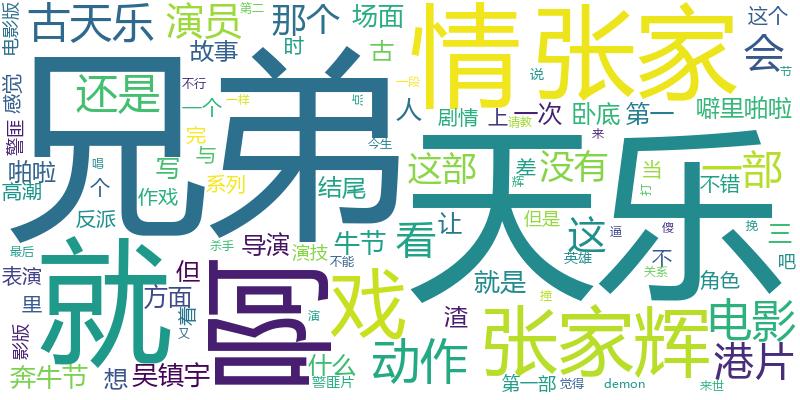 电影版
古天乐
演员
第二
那个
场面
情
张家
这个
会
故事
时
古
感觉
还是
不行
一段
说
节
兄弟
一个
一样
点
人
剧情
上
一次
卧底
第一
噼里啪啦
请教
警匪
完
与
今生
来
啪啦
唱
写
系列
这部
差
没有
当
一部
高潮
个
作戏
结尾
辉
打
不错
反派
天乐
但是
让
这
逼
傻
挽
三
就
最后
杀手
导演
演技
牛节
看
英雄
不
关系
吧
表演
但
啊
不能
就是
角色
里
方面
戏
撞
影版
又
着
演
渣
张家辉
电影
动作
港片
奔牛节
想
吴镇宇
什么
警匪片
第一部
觉得
demon
来世